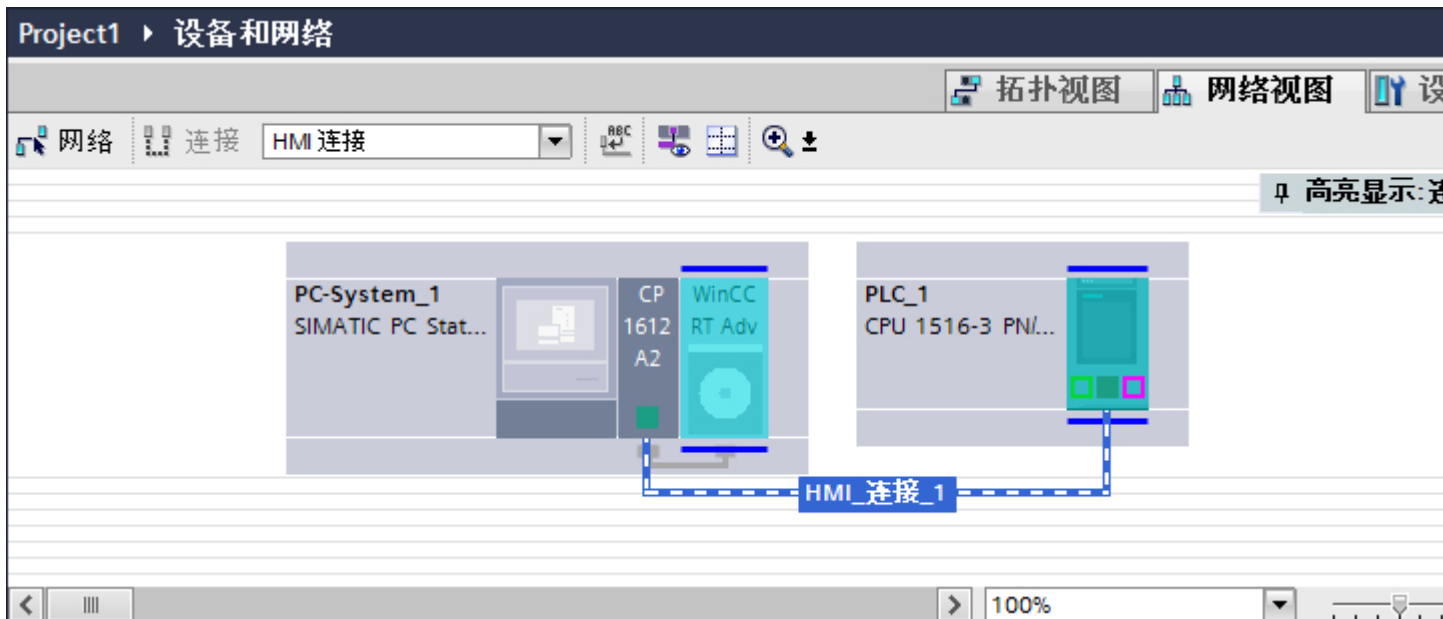 Project1 ▸ 设备和网络
拓扑视图 网络视图 设
网络 连接 HMI 连接
高亮显示: 连
PC-System_1
SIMATIC PC Stat...
CP
1612
A2
WinCC
RT Adv
PLC_1
CPU 1516-3 PN/...
HMI_连接_1
100%